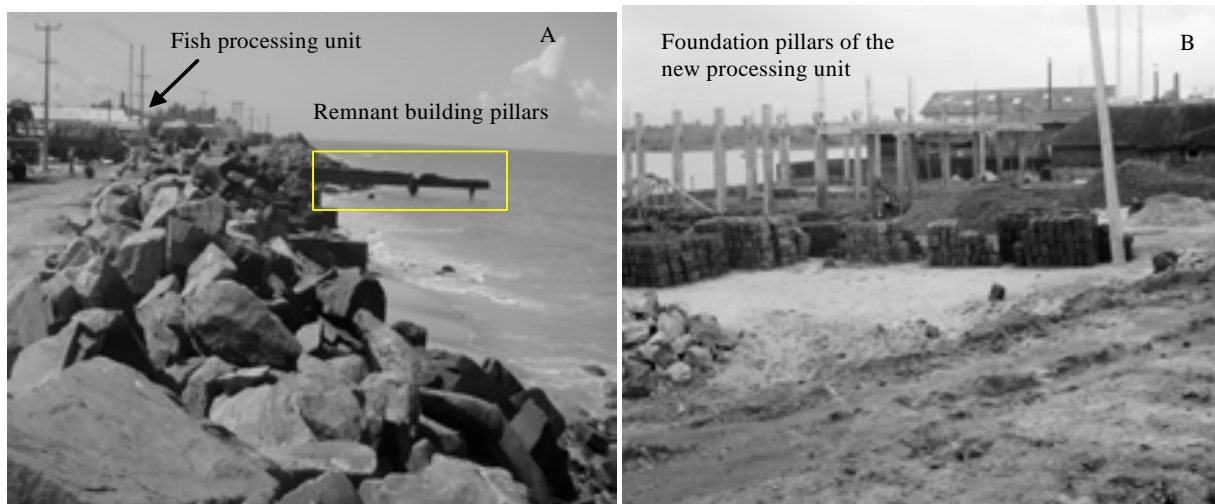 Fish processing unit
A
Remnant building pillars
Foundation pillars of the
new processing unit
B